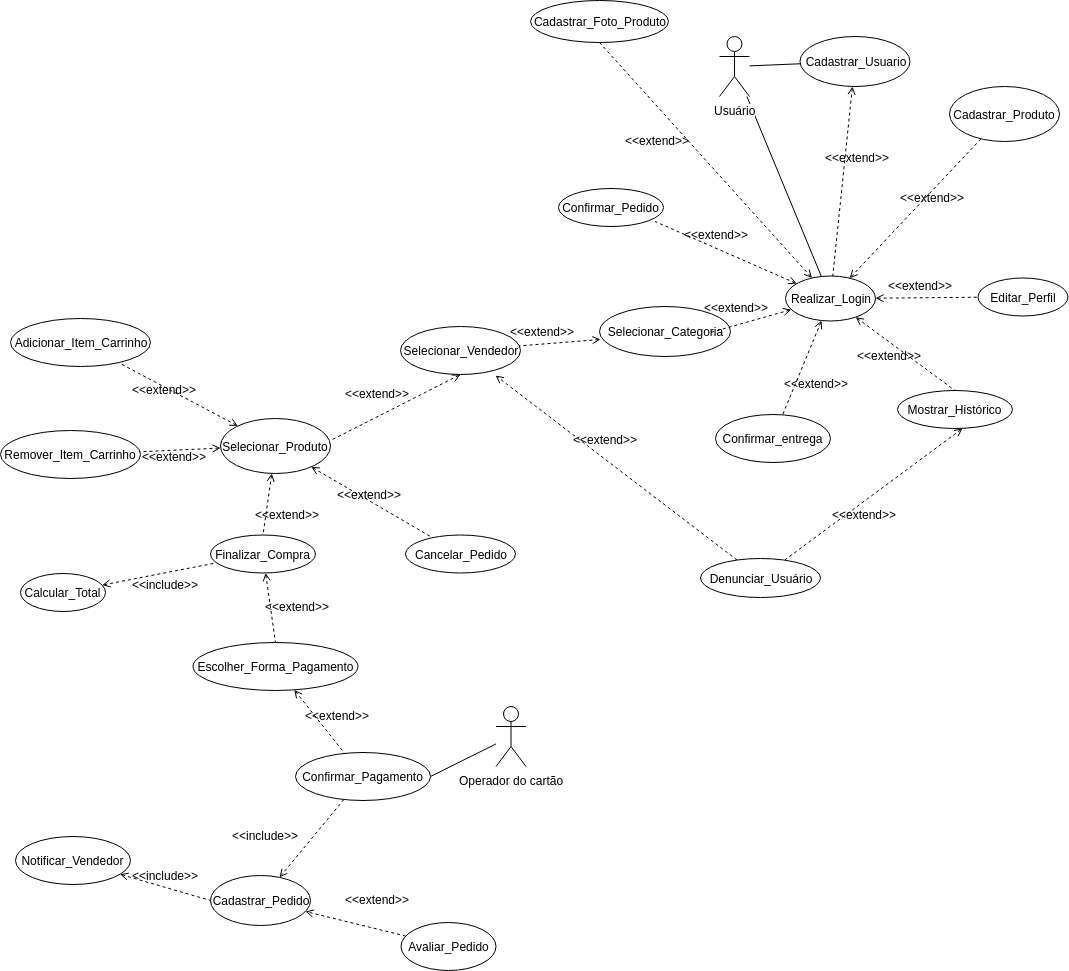 Cadastrar_Foto_Produto
Cadastrar_Usuario
Usuário
Cadastrar_Produto
<<extend>>
<<extend>>
<<extend>>
Confirmar_Pedido
<<extend>>
Realizar_Login
<<extend>>
Editar_Perfil
<<extend>>
Selecionar_Categoria
<<extend>>
Selecionar_Vendedor
Adicionar_Item_Carrinho
<<extend>>
<<extend>>
<<extend>>
<<extend>>
Mostrar_Histórico
Confirmar_entrega
<<extend>>
Selecionar_Produto
Remover_Item_Carrinho
<<extend>>
<<extend>>
<<extend>>
<<extend>>
Finalizar_Compra
Cancelar_Pedido
Denunciar_Usuário
Calcular_Total
<<include>>
<<extend>>
Escolher_Forma_Pagamento
<<extend>>
Confirmar_Pagamento
Operador do cartão
<<include>>
Notificar_Vendedor
<<include>>
Cadastrar_Pedido
<<extend>>
Avaliar_Pedido